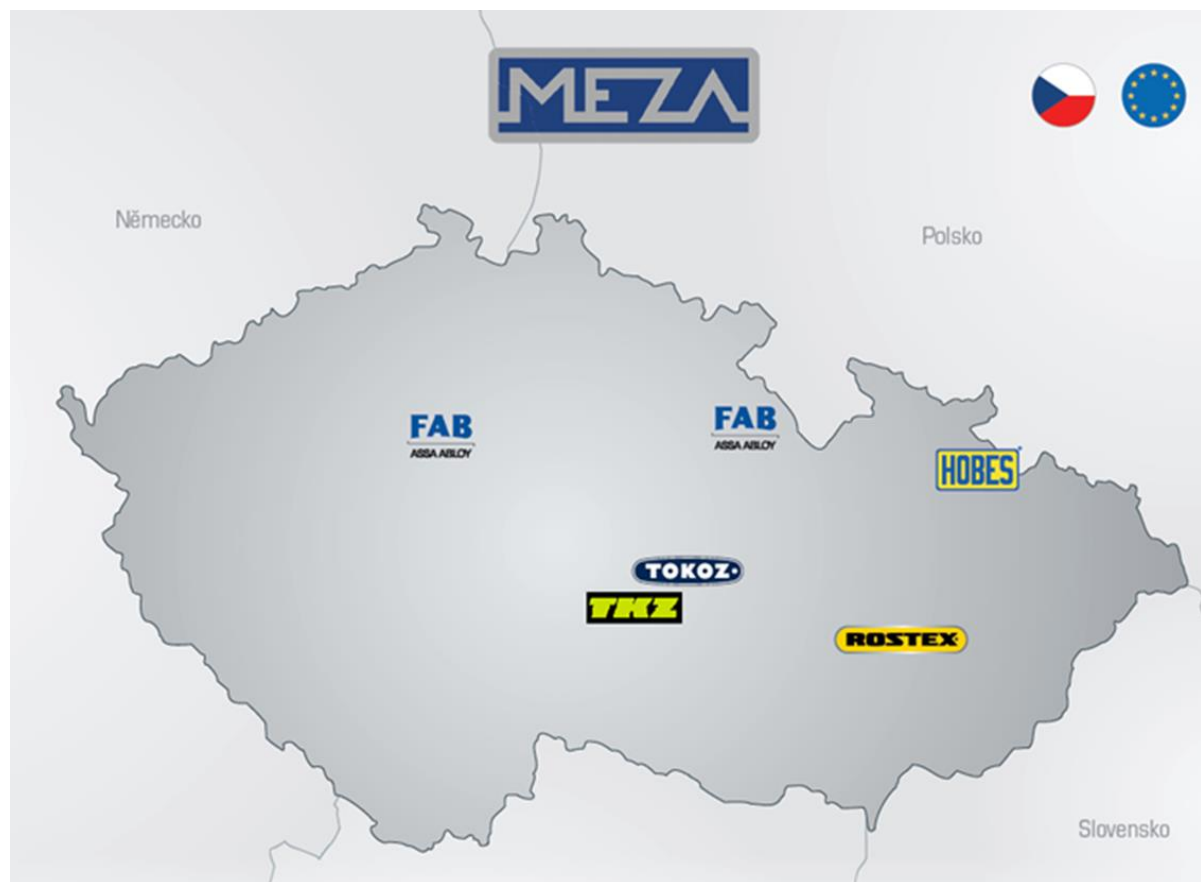 MEZA
Německo
Polsko
FAB
ASSA ABLOY
FAB
ASSA ABLOY
HOBES
TOKOZ
TKZ
ROSTEX
Slovensko